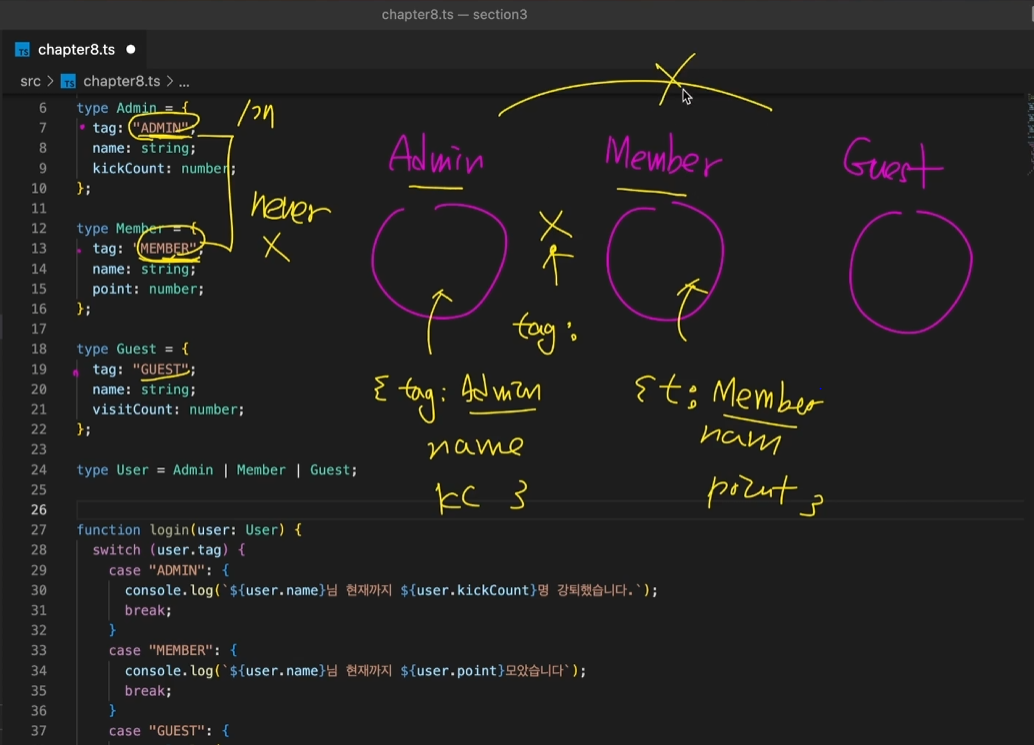 chapter8.ts — section3
TS chapter8.ts
src > TS chapter8.ts > ...
6 type Admin = {
7 tag: "ADMIN";
8 name: string;
9 kickCount: number;
10 };
11
12 type Member = {
13 tag: "MEMBER";
14 name: string;
15 point: number;
16 };
17
18 type Guest = {
19 tag: "GUEST";
20 name: string;
21 visitCount: number;
22 };
23
24 type User = Admin | Member | Guest;
25
26
27 function login(user: User) {
28 switch (user.tag) {
29 case "ADMIN": {
30 console.log(`${user.name}님 현재까지 ${user.kickCount}명 강퇴했습니다.`);
31 break;
32 }
33 case "MEMBER": {
34 console.log(`${user.name}님 현재까지 ${user.point}모았습니다`);
35 break;
36 }
37 case "GUEST": {
never
X
X
Admin
Member
Guest
X
tag:
{ tag: Admin
name
kc }
{ t: Member
nam
point }